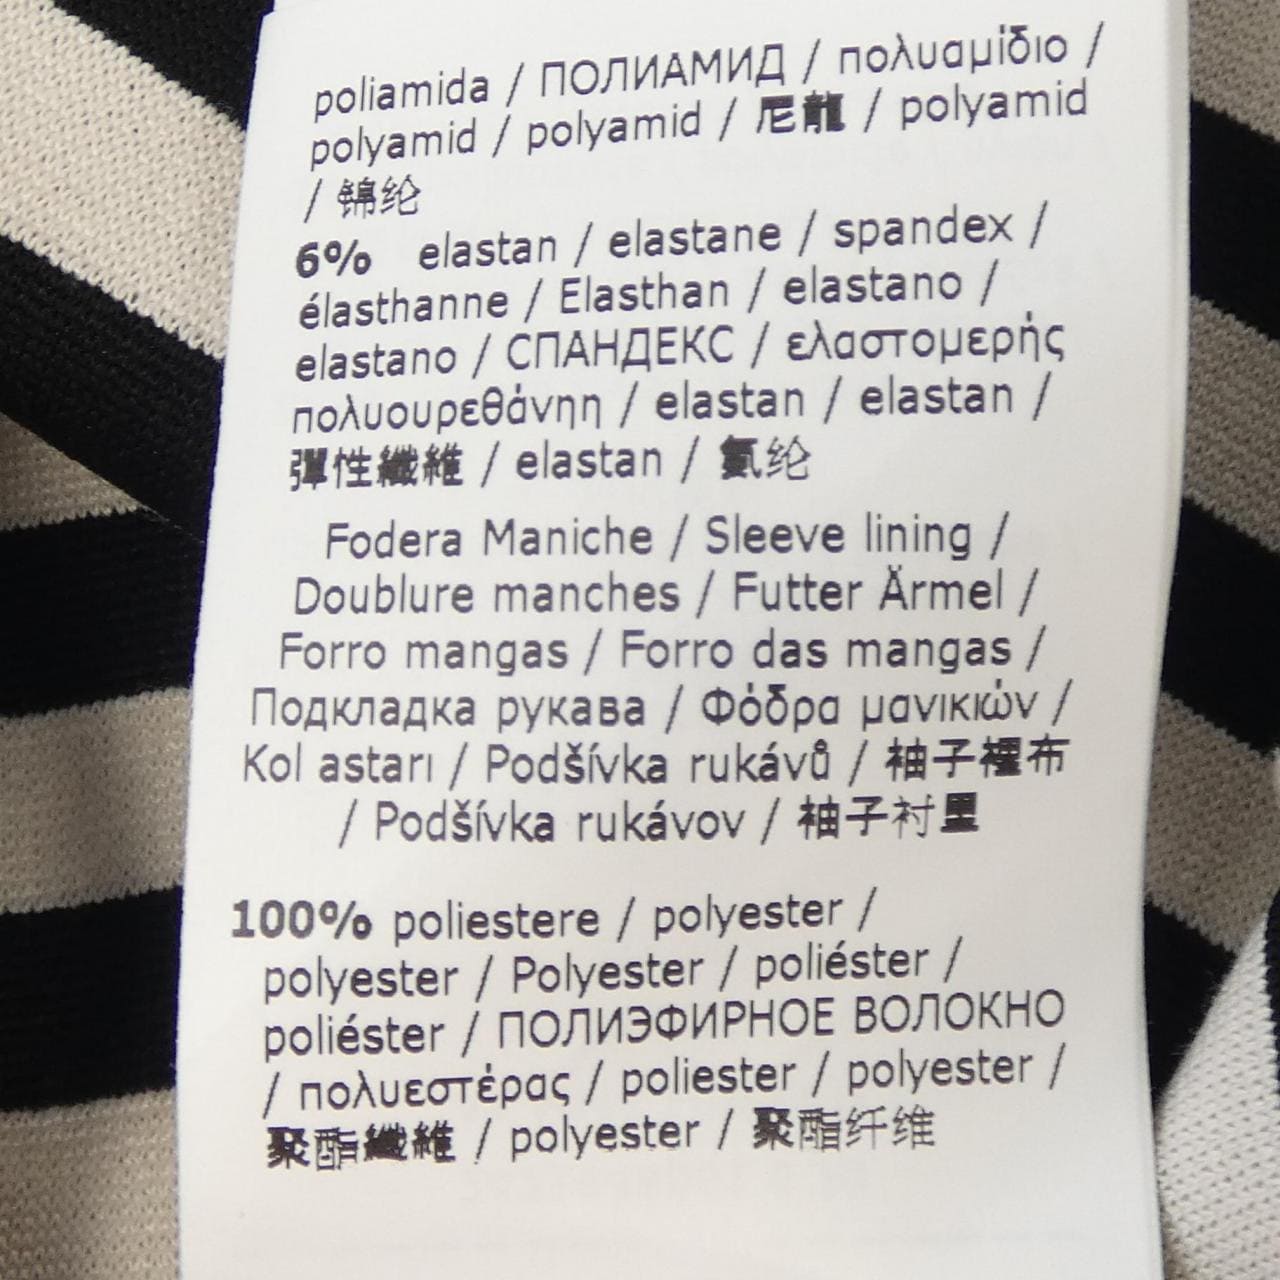 poliamida / ПОЛИАМИД / πολυαμίδιο /
polyamid / polyamid / 尼龍 / polyamid
/ 锦纶
6% elastan / elastane / spandex /
élasthanne / Elasthan / elastano /
elastano / СПАНДЕКС / ελαστομερής
πολυουρεθάνηη / elastan / elastan /
彈性纖維 / elastan / 氨纶
Fodera Maniche / Sleeve lining /
Doublure manches / Futter Ärmel /
Forro mangas / Forro das mangas /
Подкладка рукава / Φόδρα μανικιών /
Kol astarı / Podšívka rukávů / 袖子裡布
/ Podšívka rukávov / 袖子衬里
100% poliestere / polyester /
polyester / Polyester / poliéster /
poliéster / ПОЛИЭФИРНОЕ ВОЛОКНО
/ πολυεστέρας / poliester / polyester /
聚酯纖維 / polyester / 聚酯纤维